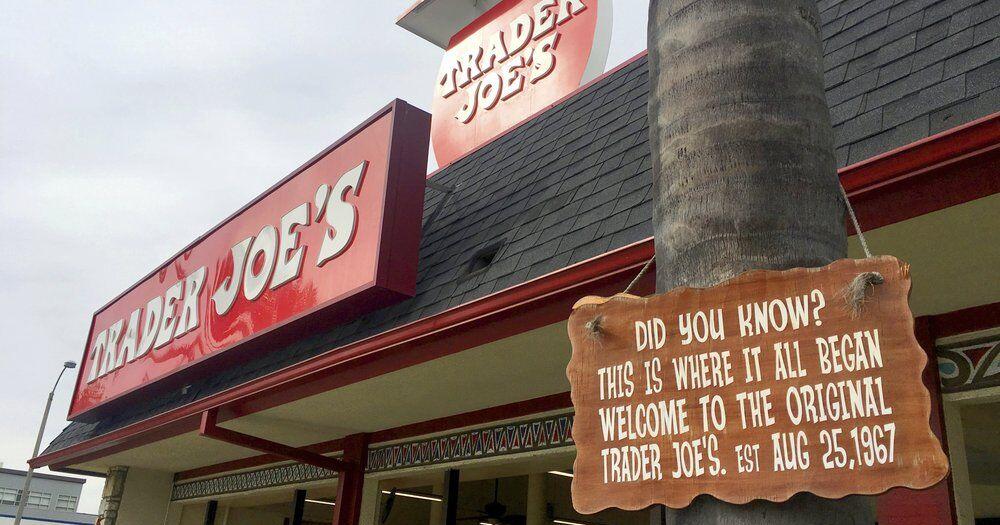 TRADER
JOE'S
TRADER JOE'S
DID YOU KNOW?
THIS IS WHERE IT ALL BEGAN
WELCOME TO THE ORIGINAL
TRADER JOE'S. EST AUG 25, 1967